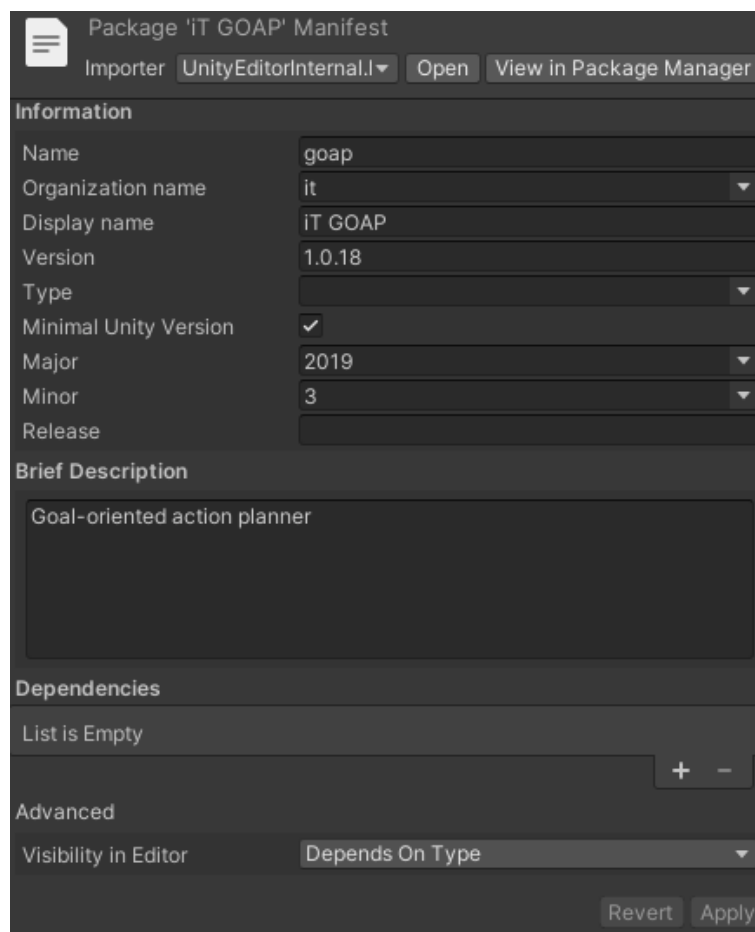 Package 'iT GOAP' Manifest
Importer UnityEditorInternal.I Open View in Package Manager
Information
Name goap
Organization name it
Display name iT GOAP
Version 1.0.18
Type
Minimal Unity Version
Major 2019
Minor 3
Release
Brief Description
Goal-oriented action planner
Dependencies
List is Empty
+ −
Advanced
Visibility in Editor Depends On Type
Revert Apply